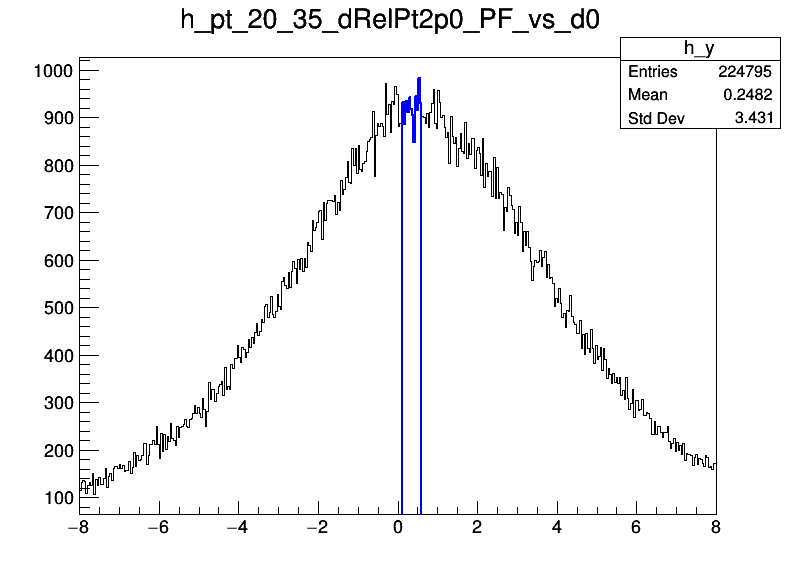 h_pt_20_35_dRelPt2p0_PF_vs_d0
h_y
Entries 224795
Mean 0.2482
Std Dev 3.431
1000
900
800
700
600
500
400
300
200
100
−8 −6 −4 −2 0 2 4 6 8